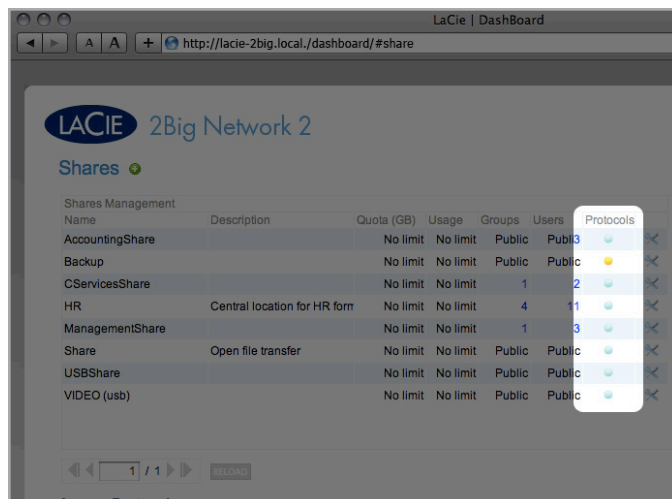 LaCie | DashBoard
A A + http://lacie-2big.local./dashboard/#share
LACIE 2Big Network 2
Shares
Shares Management
Name Description Quota (GB) Usage Groups Users Protocols
AccountingShare No limit No limit Public Publi3
Backup No limit No limit Public Public
CServicesShare No limit No limit 1 2
HR Central location for HR form No limit No limit 4 11
ManagementShare No limit No limit 1 3
Share Open file transfer No limit No limit Public Public
USBShare No limit No limit Public Public
VIDEO (usb) No limit No limit Public Public
1 / 1 RELOAD